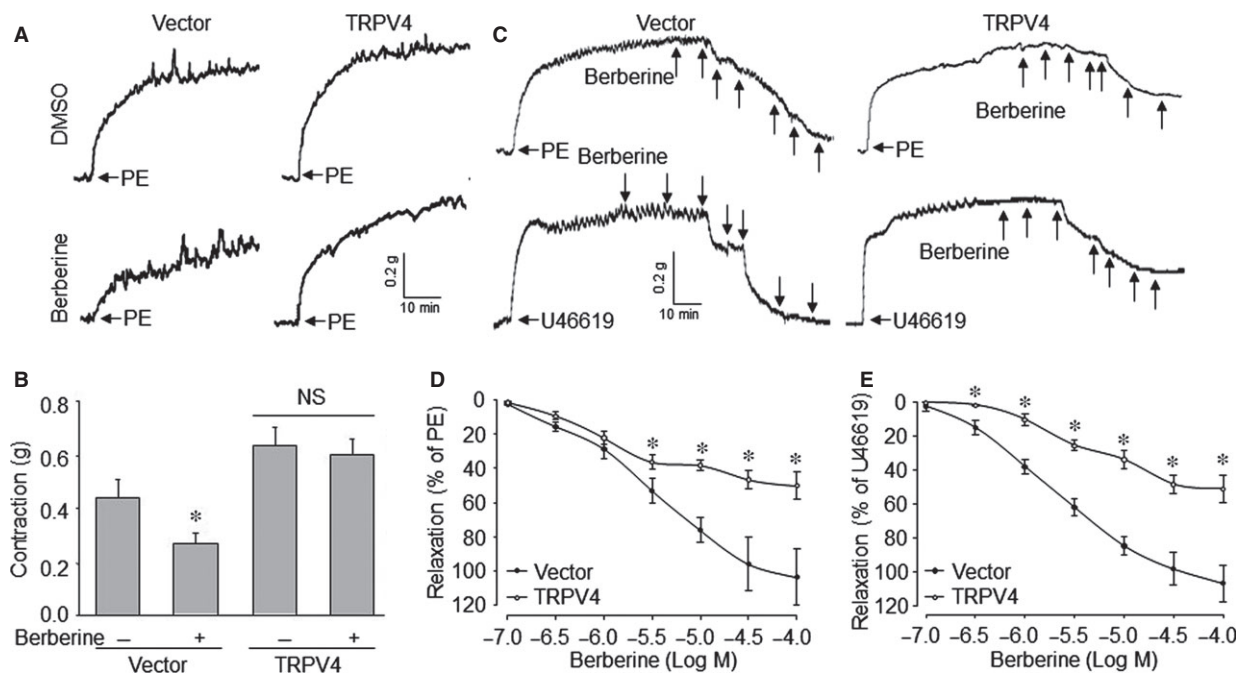 A
Vector
TRPV4
DMSO
PE
PE
Berberine
PE
PE
0.2 g
10 min
C
Vector
TRPV4
Berberine
PE
Berberine
PE
Berberine
0.2 g
10 min
U46619
Berberine
U46619
B
Contraction (g)
0.8
0.6
0.4
0.2
0.0
*
NS
Berberine – + – +
Vector TRPV4
D
Relaxation (% of PE)
0
20
40
60
80
100
120
* * * *
Vector
TRPV4
–7.0 –6.5 –6.0 –5.5 –5.0 –4.5 –4.0
Berberine (Log M)
E
Relaxation (% of U46619)
0
20
40
60
80
100
120
* * * * * *
Vector
TRPV4
–7.0 –6.5 –6.0 –5.5 –5.0 –4.5 –4.0
Berberine (Log M)